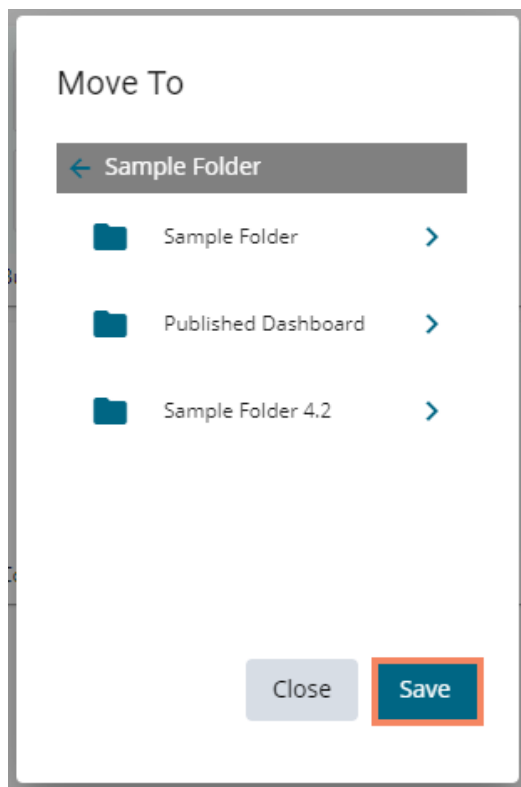 Move To
Sample Folder
Sample Folder
Published Dashboard
Sample Folder 4.2
Close
Save